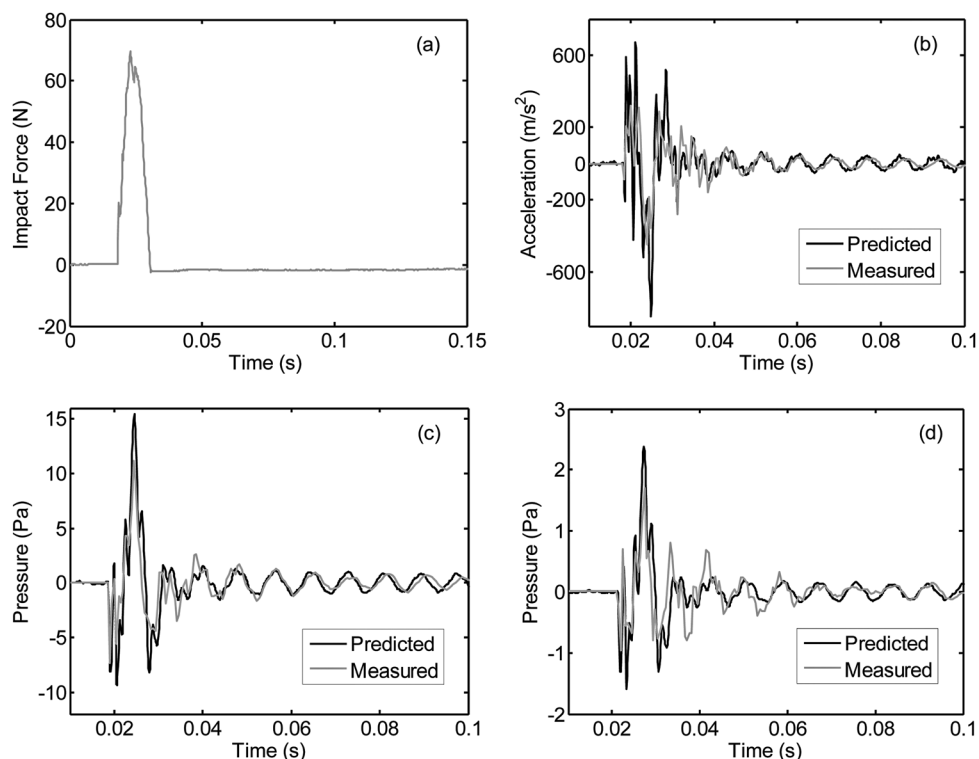 (a)
Impact Force (N)
80
60
40
20
0
-20
0
0.05
0.1
0.15
Time (s)
(b)
Acceleration (m/s²)
600
200
0
-200
-600
Predicted
Measured
0.02
0.04
0.06
0.08
0.1
Time (s)
(c)
Pressure (Pa)
15
10
5
0
-5
-10
Predicted
Measured
0.02
0.04
0.06
0.08
0.1
Time (s)
(d)
Pressure (Pa)
3
2
1
0
-1
-2
Predicted
Measured
0.02
0.04
0.06
0.08
0.1
Time (s)